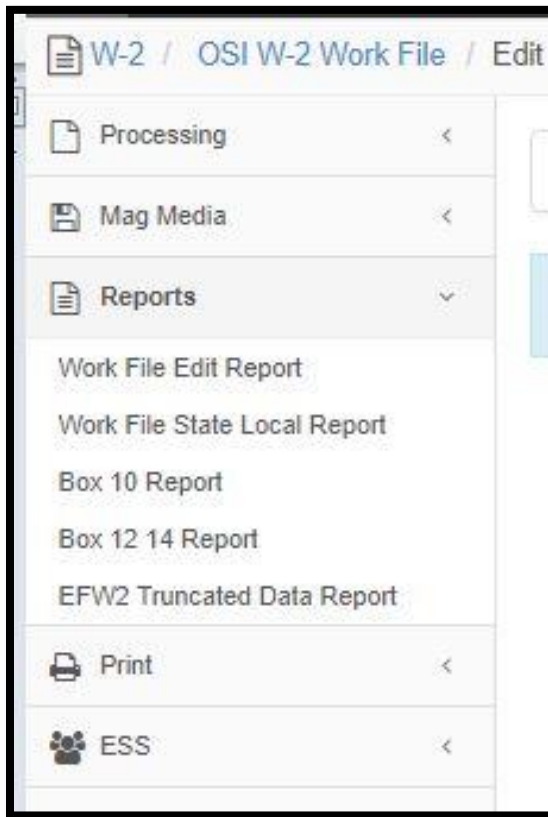 W-2 / OSI W-2 Work File / Edit
Processing
Mag Media
Reports
Work File Edit Report
Work File State Local Report
Box 10 Report
Box 12 14 Report
EFW2 Truncated Data Report
Print
ESS